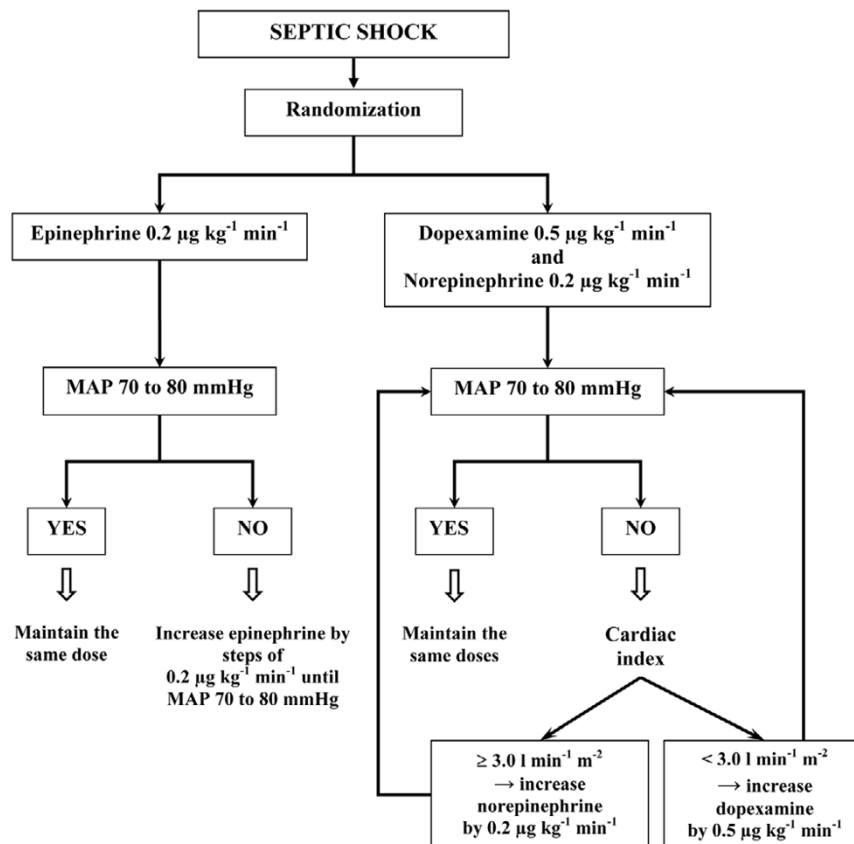 SEPTIC SHOCK
Randomization
Epinephrine 0.2 µg kg⁻¹ min⁻¹
Dopexamine 0.5 µg kg⁻¹ min⁻¹
and
Norepinephrine 0.2 µg kg⁻¹ min⁻¹
MAP 70 to 80 mmHg
MAP 70 to 80 mmHg
YES
NO
YES
NO
Maintain the
same dose
Increase epinephrine by
steps of
0.2 µg kg⁻¹ min⁻¹ until
MAP 70 to 80 mmHg
Maintain the
same doses
Cardiac
index
≥ 3.0 l min⁻¹ m⁻²
→ increase
norepinephrine
by 0.2 µg kg⁻¹ min⁻¹
< 3.0 l min⁻¹ m⁻²
→ increase
dopexamine
by 0.5 µg kg⁻¹ min⁻¹